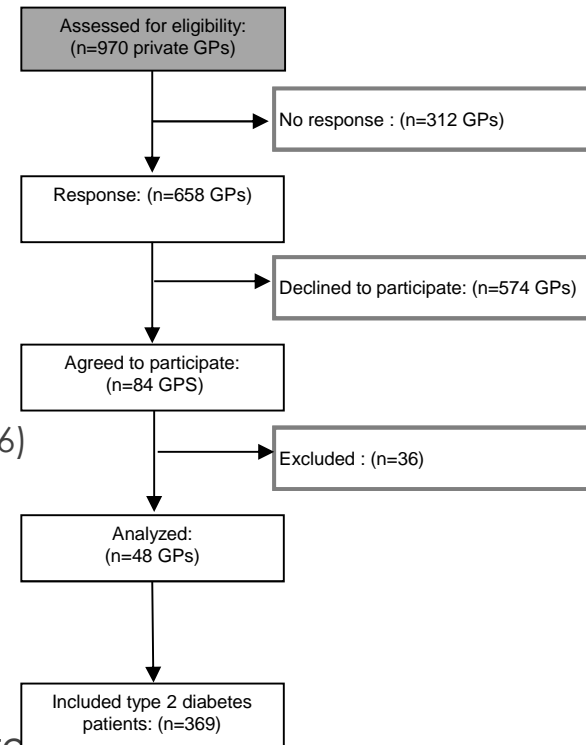 Assessed for eligibility:
(n=970 private GPs)
No response : (n=312 GPs)
Response: (n=658 GPs)
Declined to participate: (n=574 GPs)
Agreed to participate:
(n=84 GPS)
6)
Excluded : (n=36)
Analyzed:
(n=48 GPs)
Included type 2 diabetes
patients: (n=369)